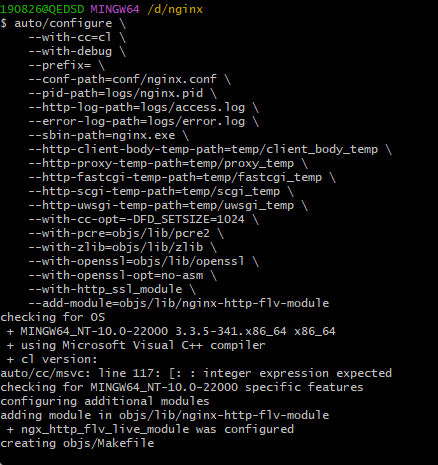 190826@QEDSD MINGW64 /d/nginx
$ auto/configure \
    --with-cc=cl \
    --with-debug \
    --prefix= \
    --conf-path=conf/nginx.conf \
    --pid-path=logs/nginx.pid \
    --http-log-path=logs/access.log \
    --error-log-path=logs/error.log \
    --sbin-path=nginx.exe \
    --http-client-body-temp-path=temp/client_body_temp \
    --http-proxy-temp-path=temp/proxy_temp \
    --http-fastcgi-temp-path=temp/fastcgi_temp \
    --http-scgi-temp-path=temp/scgi_temp \
    --http-uwsgi-temp-path=temp/uwsgi_temp \
    --with-cc-opt=-DFD_SETSIZE=1024 \
    --with-pcre=objs/lib/pcre2 \
    --with-zlib=objs/lib/zlib \
    --with-openssl=objs/lib/openssl \
    --with-openssl-opt=no-asm \
    --with-http_ssl_module \
    --add-module=objs/lib/nginx-http-flv-module
checking for OS
 + MINGW64_NT-10.0-22000 3.3.5-341.x86_64 x86_64
 + using Microsoft Visual C++ compiler
 + cl version:
auto/cc/msvc: line 117: [: : integer expression expected
checking for MINGW64_NT-10.0-22000 specific features
configuring additional modules
adding module in objs/lib/nginx-http-flv-module
 + ngx_http_flv_live_module was configured
creating objs/Makefile